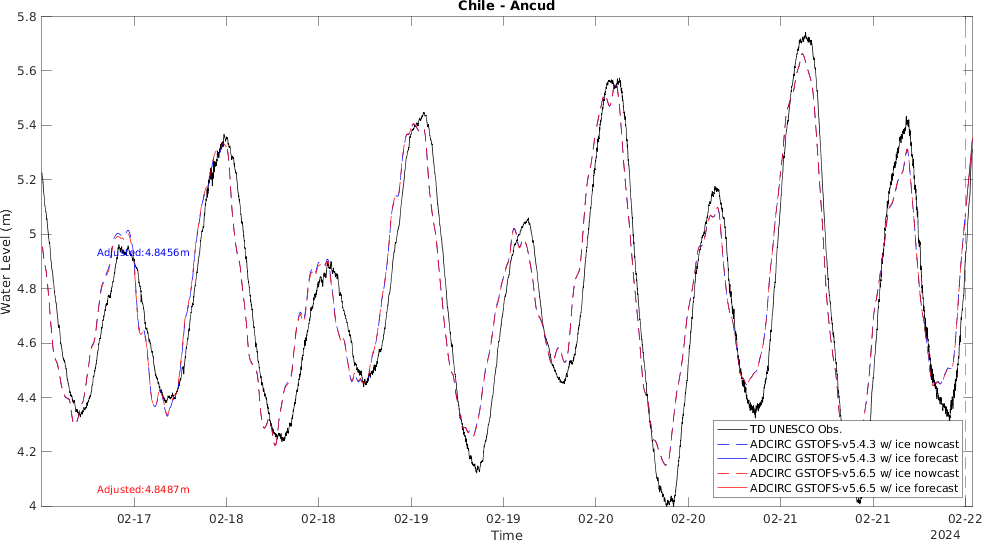 Chile - Ancud
5.8
5.6
5.4
5.2
5
4.8
4.6
4.4
4.2
4
Water Level (m)
Adjusted:4.8456m
Adjusted:4.8487m
TD UNESCO Obs.
ADCIRC GSTOFS-v5.4.3 w/ ice nowcast
ADCIRC GSTOFS-v5.4.3 w/ ice forecast
ADCIRC GSTOFS-v5.6.5 w/ ice nowcast
ADCIRC GSTOFS-v5.6.5 w/ ice forecast
02-17 02-18 02-18 02-19 02-19 02-20 02-20 02-21 02-21 02-22
Time
2024